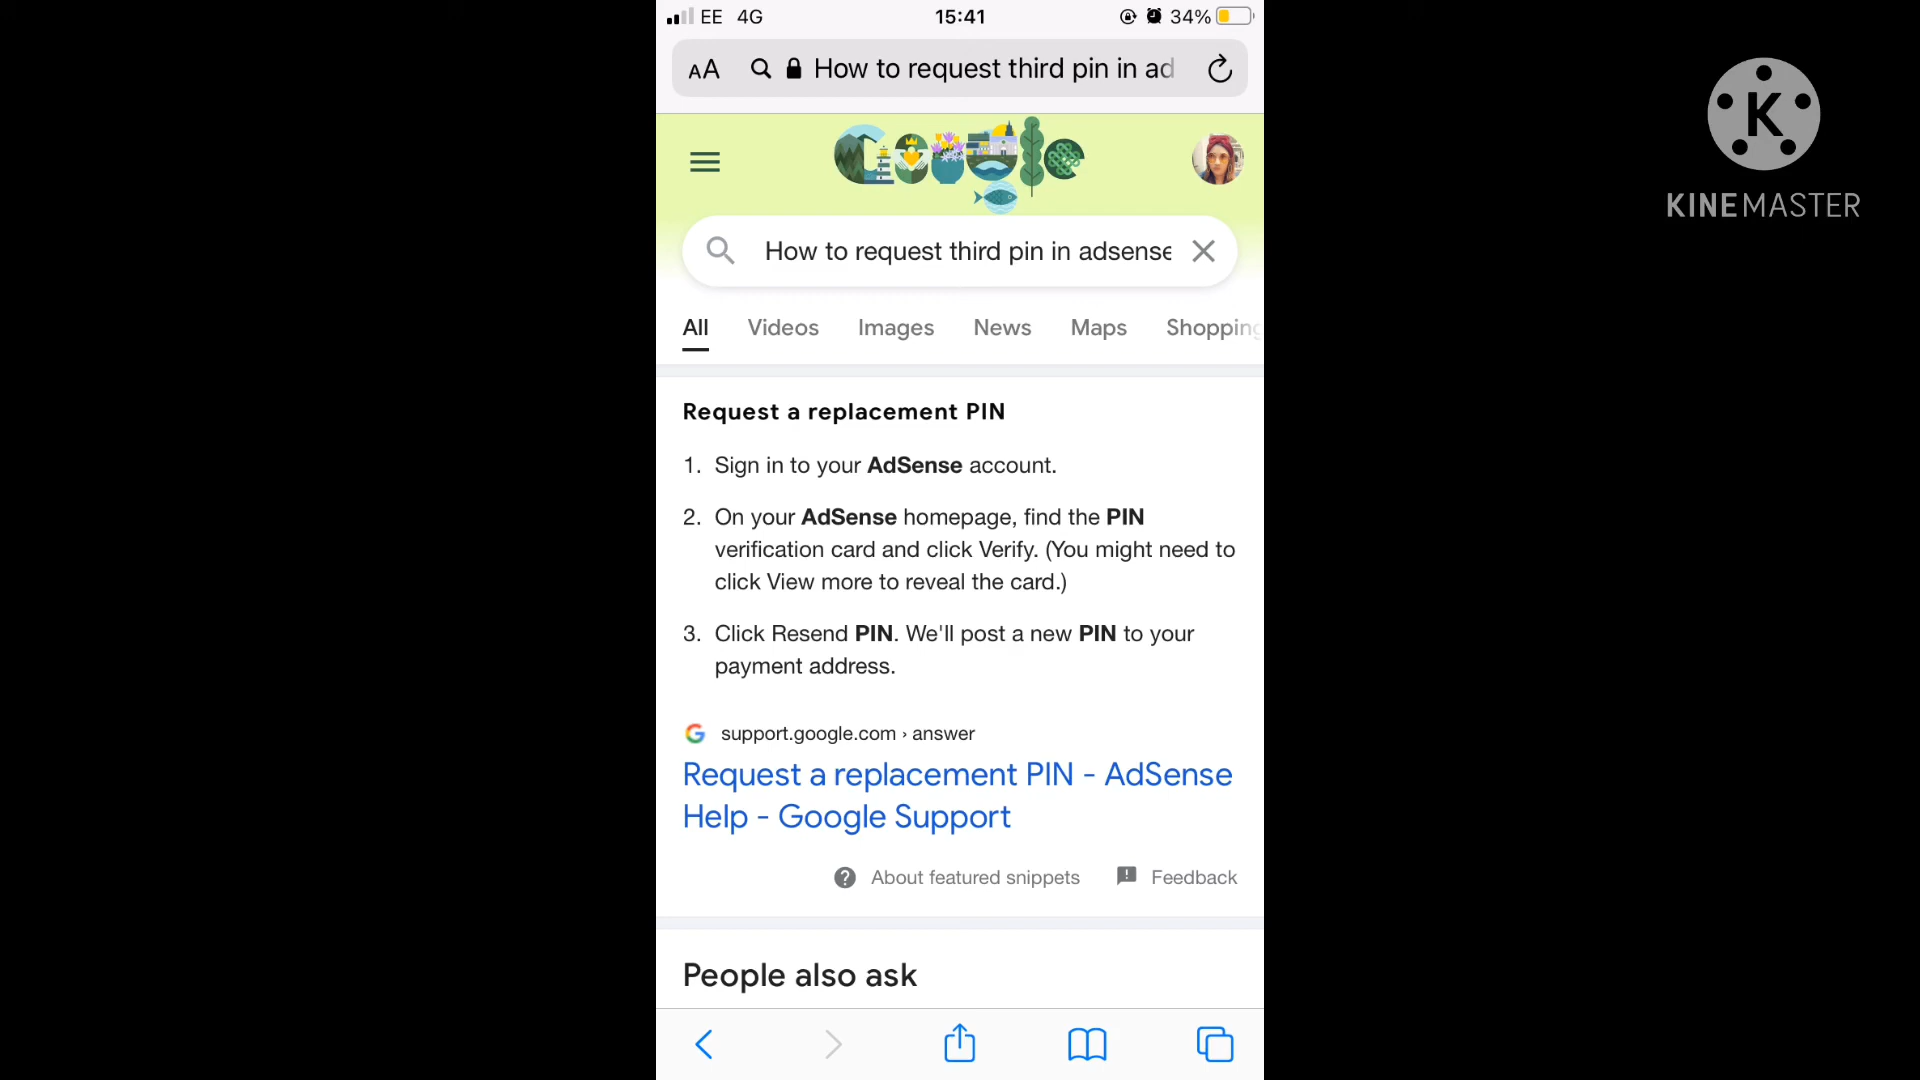 EE 4G 15:41 34%
AA How to request third pin in ad
Google
How to request third pin in adsense
All Videos Images News Maps Shopping
Request a replacement PIN
1. Sign in to your AdSense account.
2. On your AdSense homepage, find the PIN
verification card and click Verify. (You might need to
click View more to reveal the card.)
3. Click Resend PIN. We'll post a new PIN to your
payment address.
support.google.com › answer
Request a replacement PIN - AdSense
Help - Google Support
About featured snippets Feedback
People also ask
K
KINEMASTER